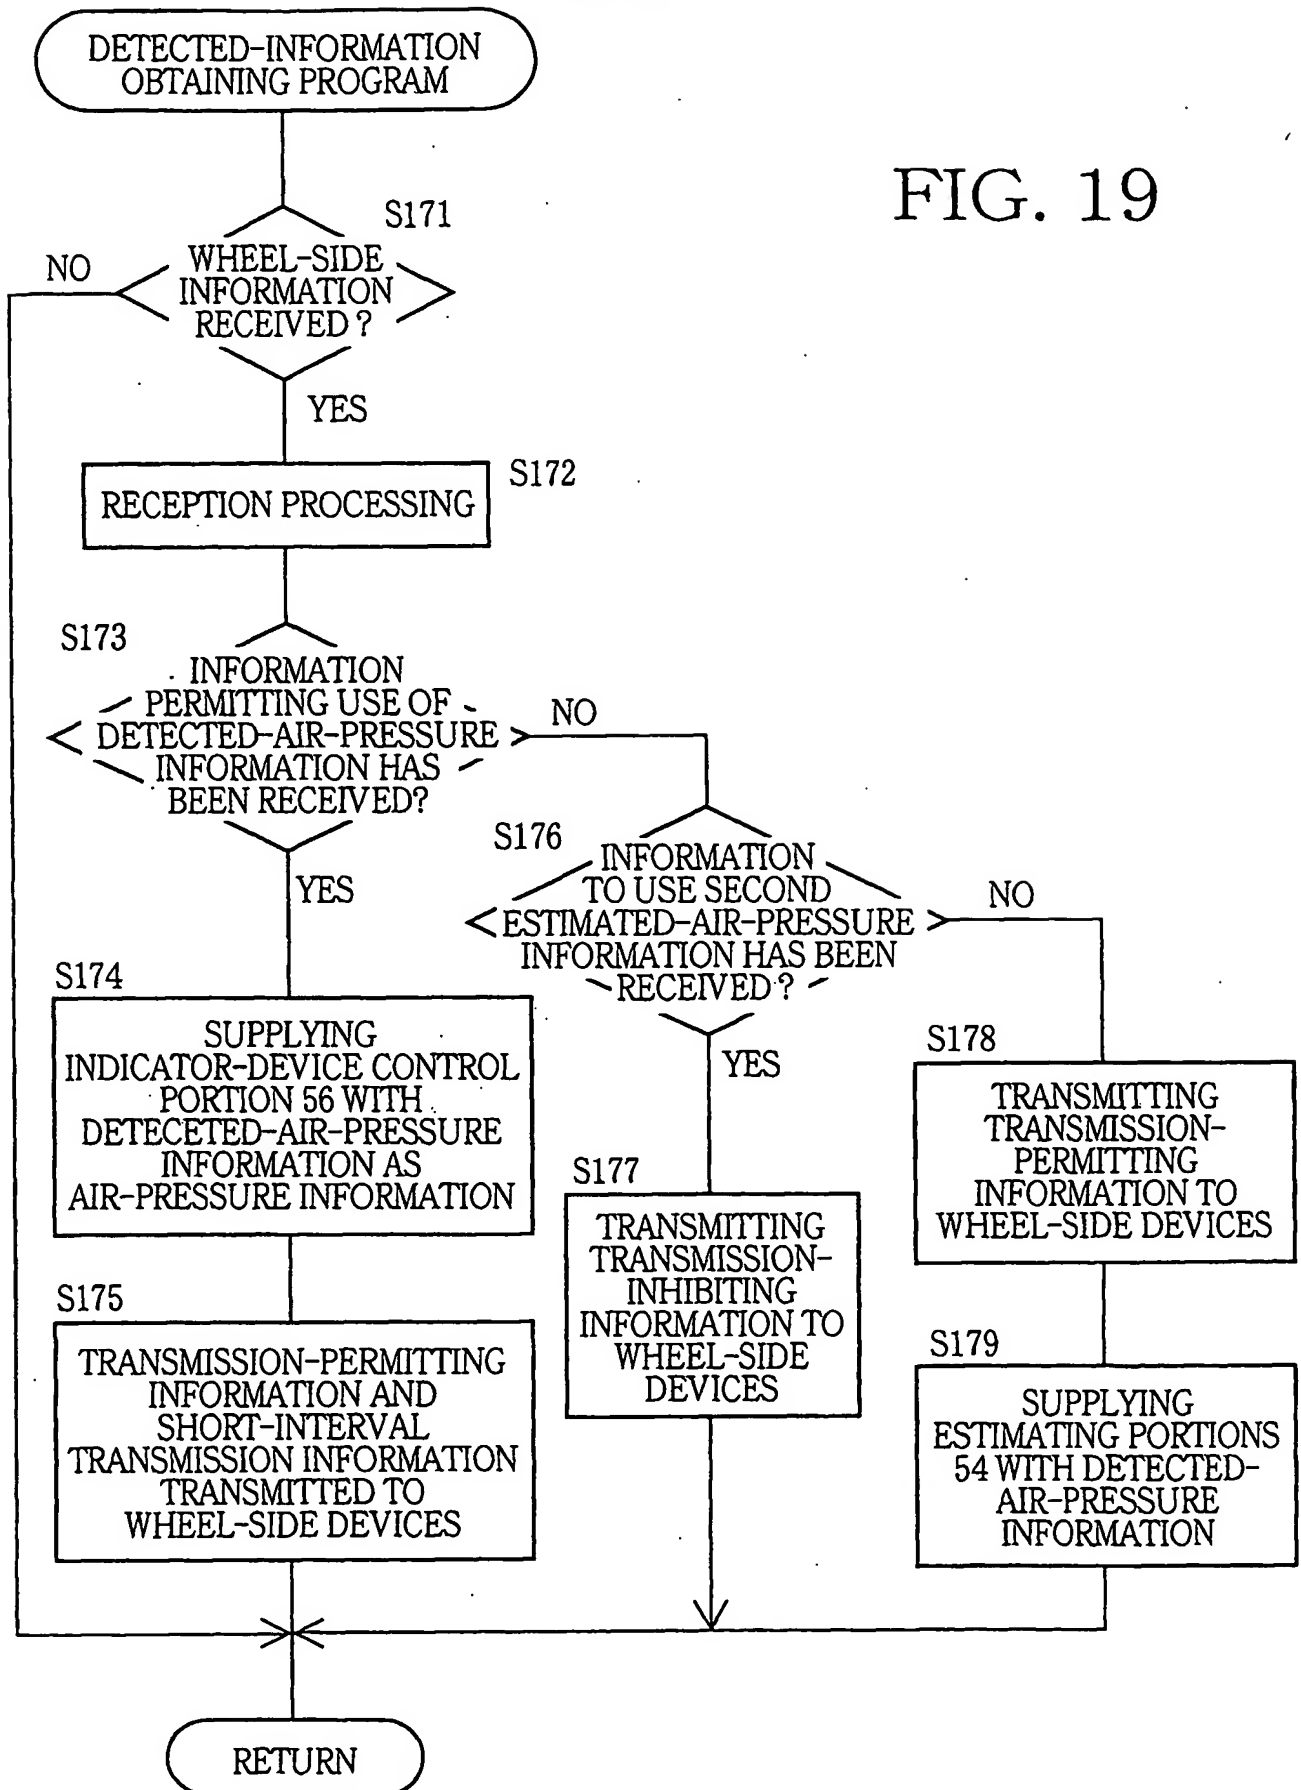 DETECTED-INFORMATION
OBTAINING PROGRAM
FIG. 19
S171
NO
WHEEL-SIDE
INFORMATION
RECEIVED?
YES
S172
RECEPTION PROCESSING
S173
INFORMATION
PERMITTING USE OF
DETECTED-AIR-PRESSURE
INFORMATION HAS
BEEN RECEIVED?
NO
YES
S176
INFORMATION
TO USE SECOND
ESTIMATED-AIR-PRESSURE
INFORMATION HAS BEEN
RECEIVED?
NO
YES
S174
SUPPLYING
INDICATOR-DEVICE CONTROL
PORTION 56 WITH
DETECETED-AIR-PRESSURE
INFORMATION AS
AIR-PRESSURE INFORMATION
S175
TRANSMISSION-PERMITTING
INFORMATION AND
SHORT-INTERVAL
TRANSMISSION INFORMATION
TRANSMITTED TO
WHEEL-SIDE DEVICES
S177
TRANSMITTING
TRANSMISSION-
INHIBITING
INFORMATION TO
WHEEL-SIDE
DEVICES
S178
TRANSMITTING
TRANSMISSION-
PERMITTING
INFORMATION TO
WHEEL-SIDE DEVICES
S179
SUPPLYING
ESTIMATING PORTIONS
54 WITH DETECTED-
AIR-PRESSURE
INFORMATION
RETURN